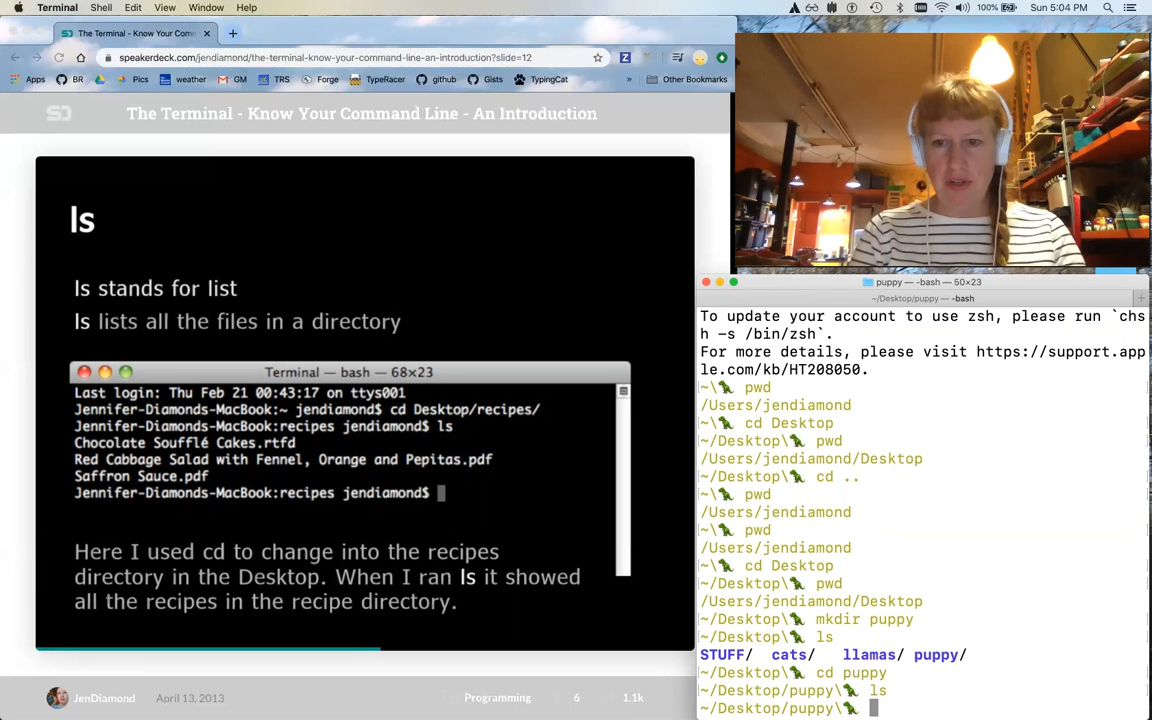 Terminal Shell Edit View Window Help 100% Sun 5:04 PM
The Terminal - Know Your Com
speakerdeck.com/jendiamond/the-terminal-know-your-command-line-an-introduction?slide=12
Apps BR Pics weather GM TRS Forge TypeRacer github Gists TypingCacer » Other Bookmarks
The Terminal - Know Your Command Line - An Introduction
ls
ls stands for list
ls lists all the files in a directory
Terminal — bash — 68×23
Last login: Thu Feb 21 00:43:17 on ttys001
Jennifer-Diamonds-MacBook:~ jendiamond$ cd Desktop/recipes/
Jennifer-Diamonds-MacBook:recipes jendiamond$ ls
Chocolate Soufflé Cakes.rtfd
Red Cabbage Salad with Fennel, Orange and Pepitas.pdf
Saffron Sauce.pdf
Jennifer-Diamonds-MacBook:recipes jendiamond$
Here I used cd to change into the recipes
directory in the Desktop. When I ran ls it showed
all the recipes in the recipe directory.
JenDiamond April 13, 2013 Programming 6 1.1k
puppy — -bash — 50×23
~/Desktop/puppy — -bash
To update your account to use zsh, please run `chs
h -s /bin/zsh`.
For more details, please visit https://support.app
le.com/kb/HT208050.
~\🦖 pwd
/Users/jendiamond
~\🦖 cd Desktop
~/Desktop\🦖 pwd
/Users/jendiamond/Desktop
~/Desktop\🦖 cd ..
~\🦖 pwd
/Users/jendiamond
~\🦖 pwd
/Users/jendiamond
~\🦖 cd Desktop
~/Desktop\🦖 pwd
/Users/jendiamond/Desktop
~/Desktop\🦖 mkdir puppy
~/Desktop\🦖 ls
STUFF/ cats/ llamas/ puppy/
~/Desktop\🦖 cd puppy
~/Desktop/puppy\🦖 ls
~/Desktop/puppy\🦖